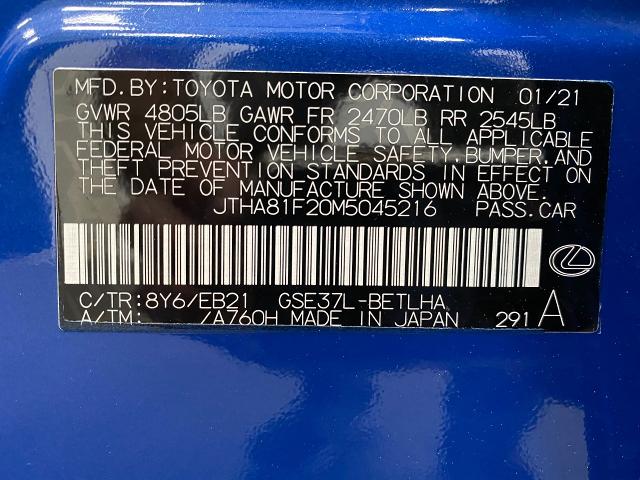 MFD. BY: TOYOTA MOTOR CORPORATION 01/21
GVWR 4805LB GAWR FR 2470LB RR 2545LB
THIS VEHICLE CONFORMS TO ALL APPLICABLE
FEDERAL MOTOR VEHICLE SAFETY, BUMPER, AND
THEFT PREVENTION STANDARDS IN EFFECT ON
THE DATE OF MANUFACTURE SHOWN ABOVE.
JTHA81F20M5045216 PASS. CAR
C/TR: 8Y6/EB21 GSE37L-BETLHA
A/TM: /A760H MADE IN JAPAN 291 A